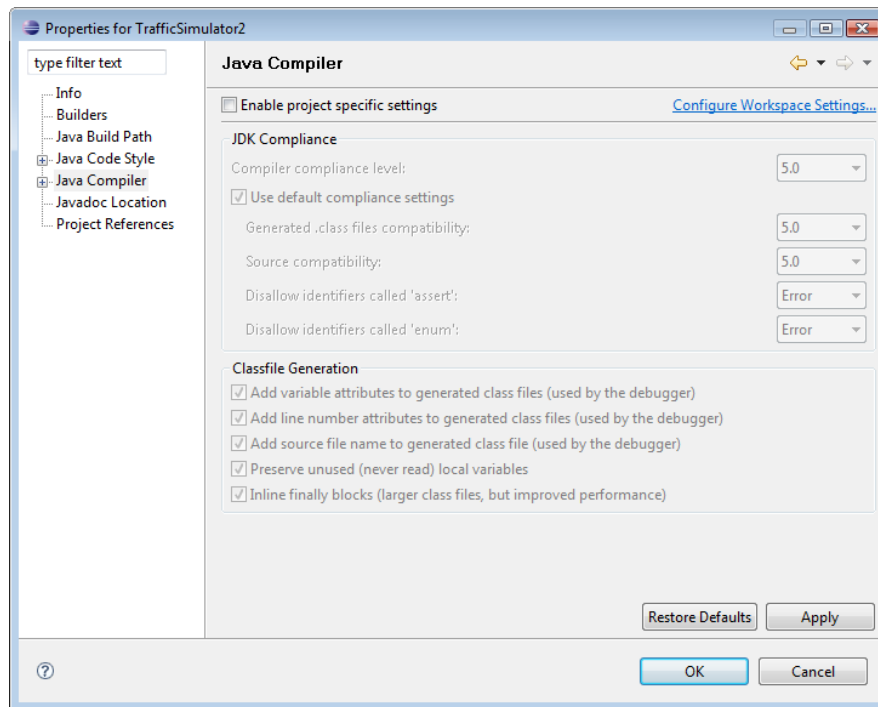 Properties for TrafficSimulator2
type filter text
Info
Builders
Java Build Path
Java Code Style
Java Compiler
Javadoc Location
Project References
Java Compiler
Enable project specific settings
Configure Workspace Settings...
JDK Compliance
Compiler compliance level:
5.0
Use default compliance settings
Generated .class files compatibility:
5.0
Source compatibility:
5.0
Disallow identifiers called 'assert':
Error
Disallow identifiers called 'enum':
Error
Classfile Generation
Add variable attributes to generated class files (used by the debugger)
Add line number attributes to generated class files (used by the debugger)
Add source file name to generated class file (used by the debugger)
Preserve unused (never read) local variables
Inline finally blocks (larger class files, but improved performance)
Restore Defaults
Apply
?
OK
Cancel